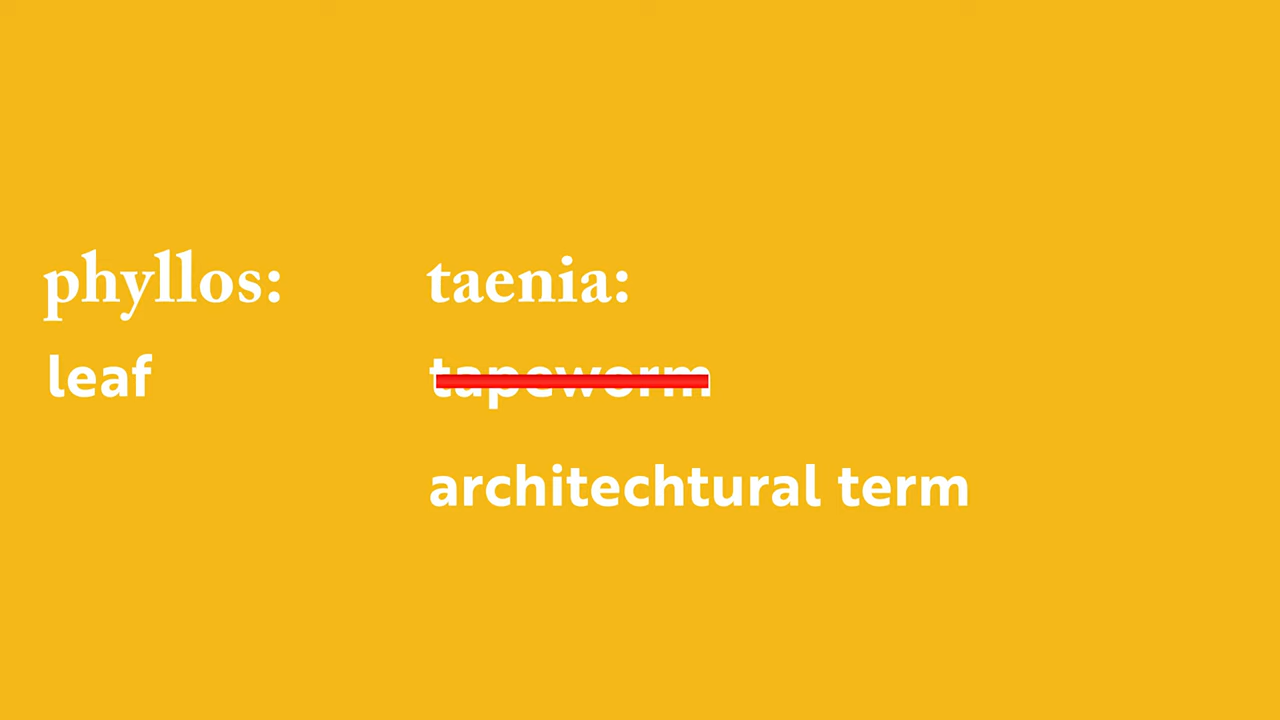 phyllos:
leaf
taenia:
tapeworm
architechtural term